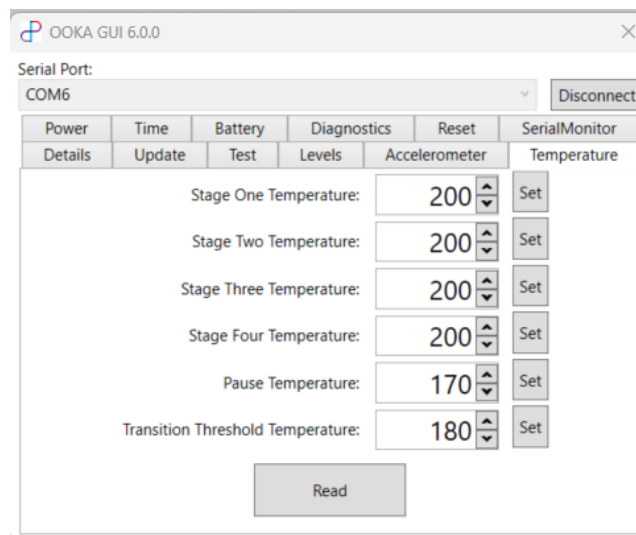 OOKA GUI 6.0.0
Serial Port:
COM6 Disconnect
Power Time Battery Diagnostics Reset SerialMonitor
Details Update Test Levels Accelerometer Temperature
Stage One Temperature: 200 Set
Stage Two Temperature: 200 Set
Stage Three Temperature: 200 Set
Stage Four Temperature: 200 Set
Pause Temperature: 170 Set
Transition Threshold Temperature: 180 Set
Read